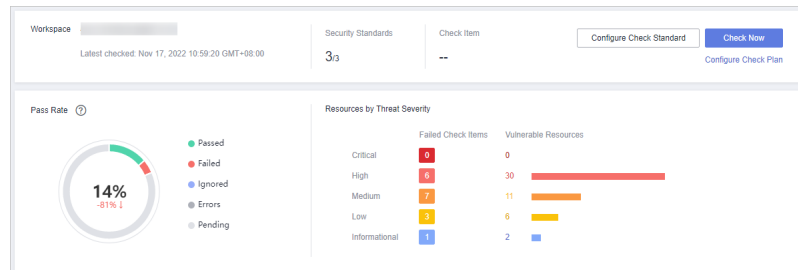 Workspace
Latest checked: Nov 17, 2022 10:59:20 GMT+08:00
Security Standards
3/3
Check Item
--
Configure Check Standard
Check Now
Configure Check Plan
Pass Rate ?
14%
-81% ↓
Passed
Failed
Ignored
Errors
Pending
Resources by Threat Severity
Failed Check Items Vulnerable Resources
Critical 0 0
High 6 30
Medium 7 11
Low 3 6
Informational 1 2